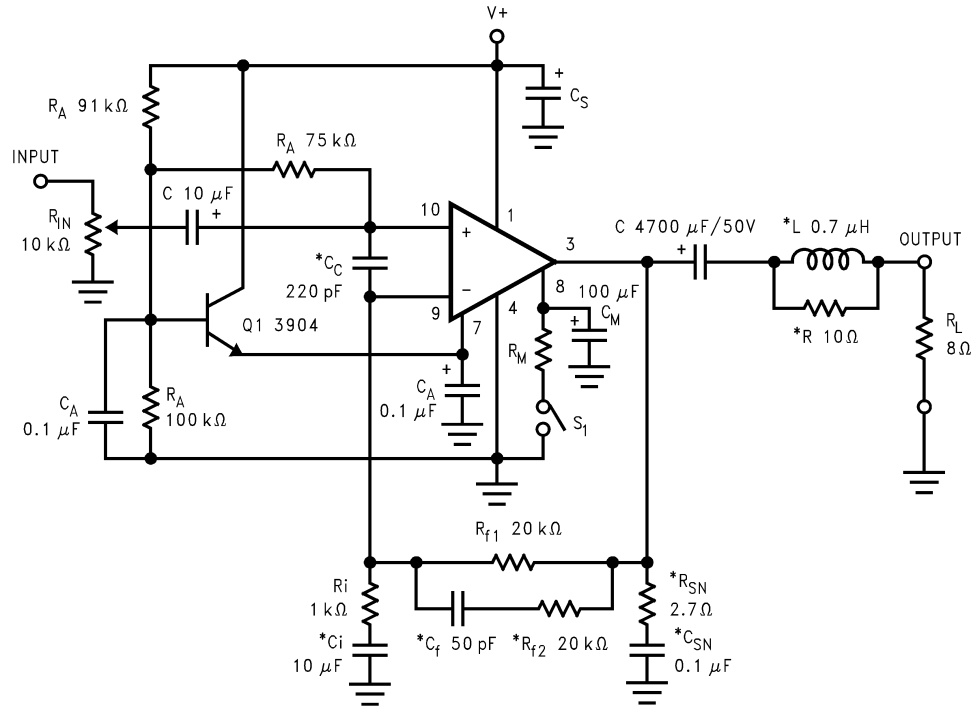 V+
+
C_S
R_A 91 kΩ
R_A 75 kΩ
INPUT
C 10 µF
+
R_IN
10 kΩ
10
1
+
*C_C
220 pF
−
9
3
C 4700 µF/50V
+
*L 0.7 µH
OUTPUT
8
100 µF
C_M
+
4
7
*R 10Ω
R_L
8Ω
Q1 3904
R_M
+
C_A
0.1 µF
R_A
100 kΩ
C_A
0.1 µF
S1
R_f1 20 kΩ
Ri
1 kΩ
*Ci
10 µF
*C_f 50 pF
*R_f2 20 kΩ
*R_SN
2.7Ω
*C_SN
0.1 µF